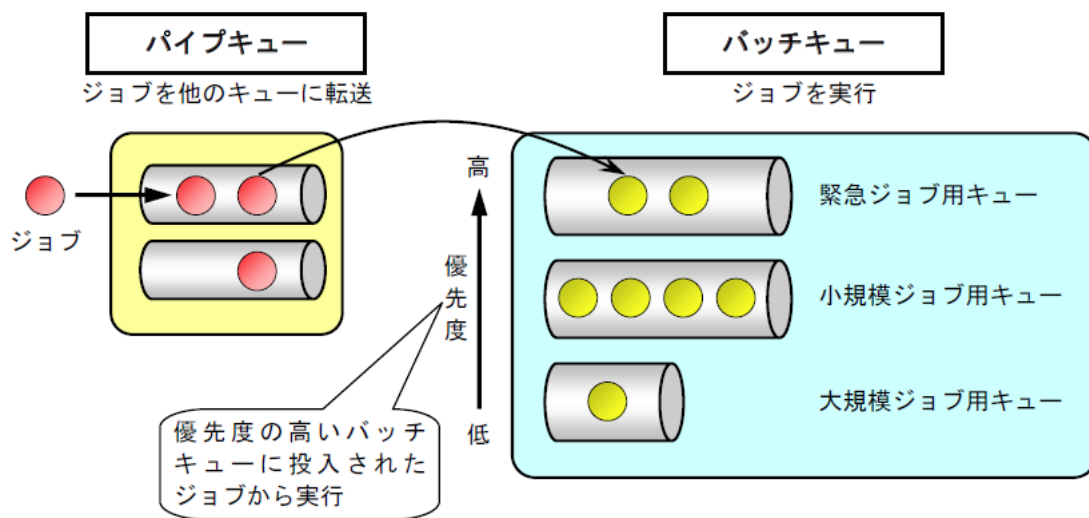 パイプキュー
ジョブを他のキューに転送
バッチキュー
ジョブを実行
ジョブ
高
優先度
低
緊急ジョブ用キュー
小規模ジョブ用キュー
大規模ジョブ用キュー
優先度の高いバッチ
キューに投入された
ジョブから実行